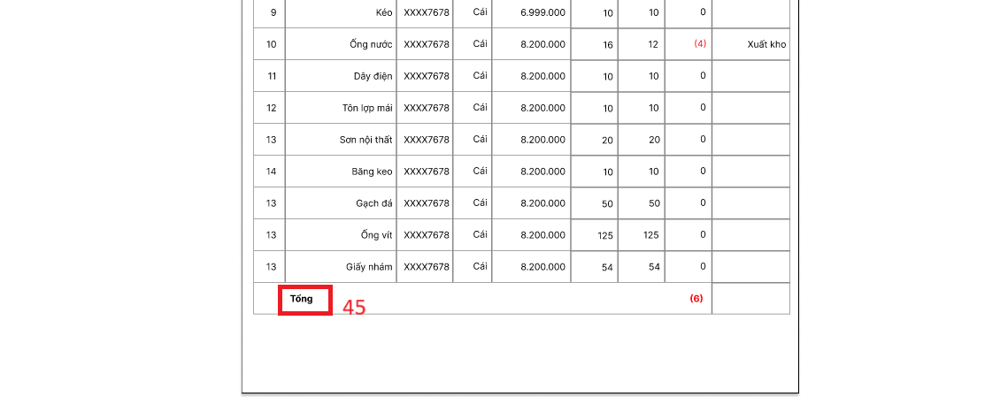 9 Kéo XXXX7678 Cái 6.999.000 10 10 0
10 Ống nước XXXX7678 Cái 8.200.000 16 12 (4) Xuất kho
11 Dây điện XXXX7678 Cái 8.200.000 10 10 0
12 Tôn lợp mái XXXX7678 Cái 8.200.000 10 10 0
13 Sơn nội thất XXXX7678 Cái 8.200.000 20 20 0
14 Băng keo XXXX7678 Cái 8.200.000 10 10 0
13 Gạch đá XXXX7678 Cái 8.200.000 50 50 0
13 Ống vít XXXX7678 Cái 8.200.000 125 125 0
13 Giấy nhám XXXX7678 Cái 8.200.000 54 54 0
Tổng 45 (6)